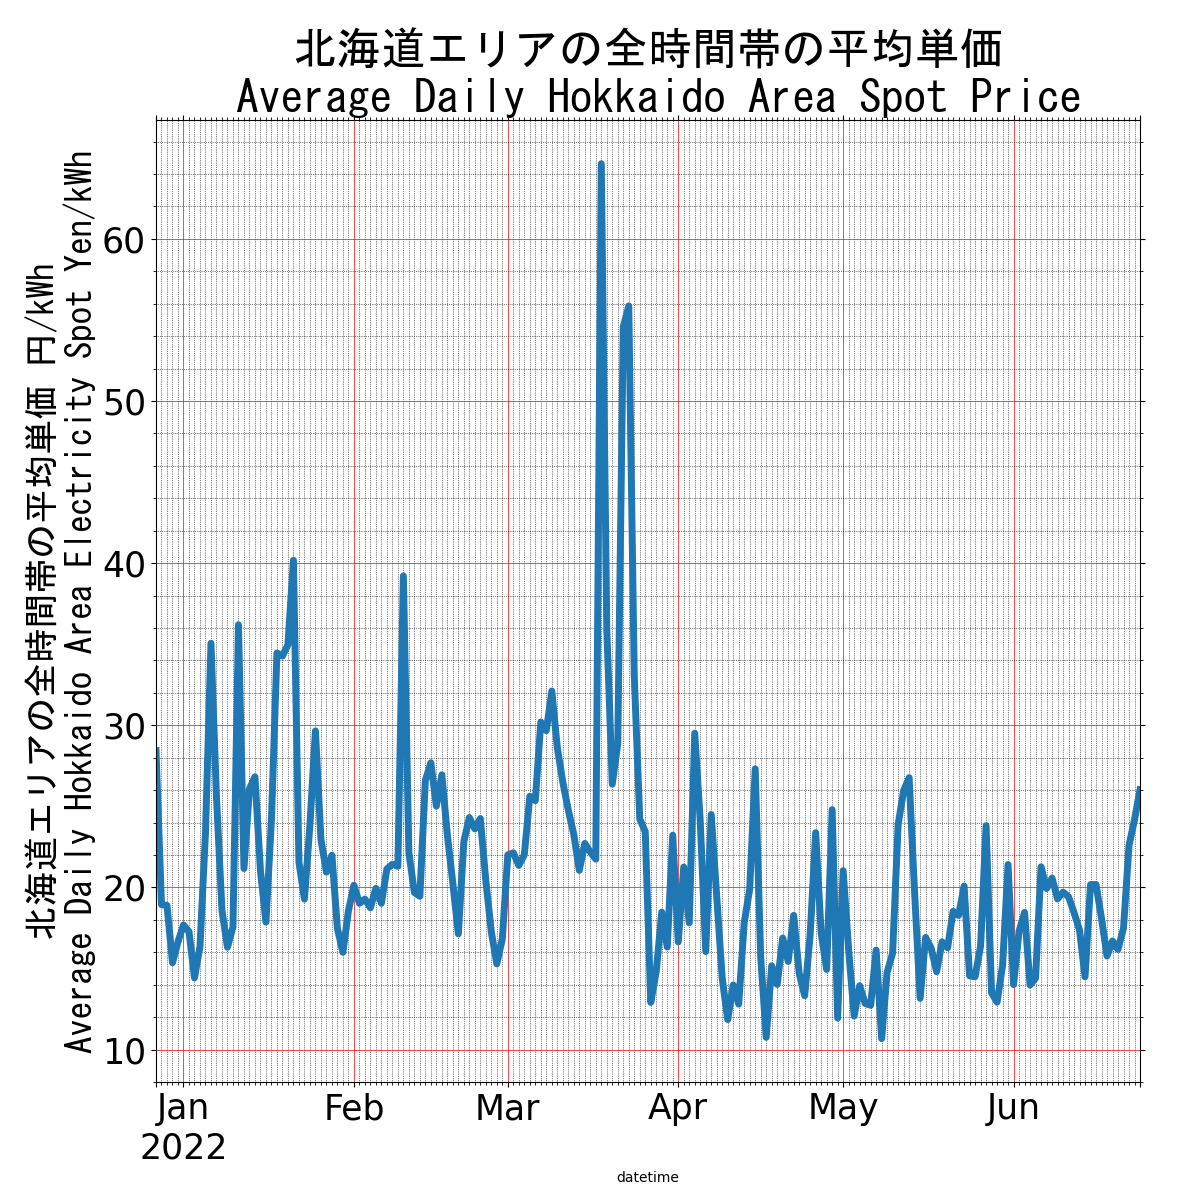 北海道エリアの全時間帯の平均単価
Average Daily Hokkaido Area Spot Price
北海道エリアの全時間帯の平均単価 円/kWh
Average Daily Hokkaido Area Electricity Spot Yen/kWh
60
50
40
30
20
10
Jan
2022
Feb
Mar
Apr
May
Jun
datetime